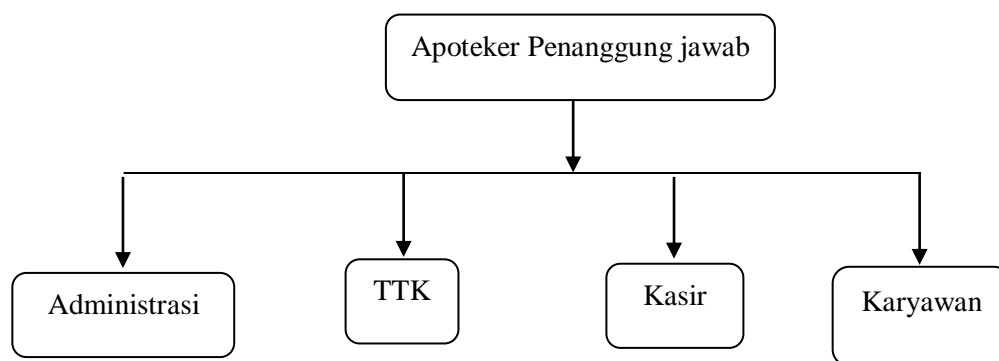 Apoteker Penanggung jawab
Administrasi
TTK
Kasir
Karyawan